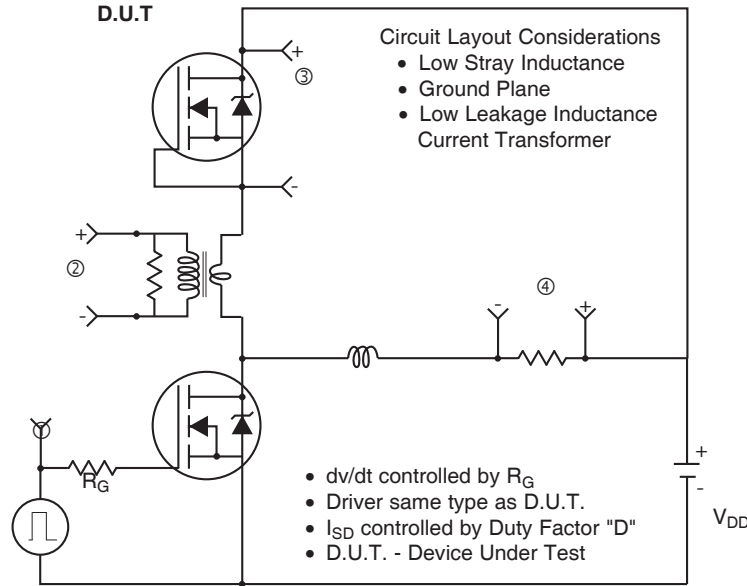 D.U.T
+
③
-
Circuit Layout Considerations
• Low Stray Inductance
• Ground Plane
• Low Leakage Inductance
Current Transformer
+
②
-
④
-
+
R_G
+
-
V_DD
• dv/dt controlled by R_G
• Driver same type as D.U.T.
• I_SD controlled by Duty Factor "D"
• D.U.T. - Device Under Test